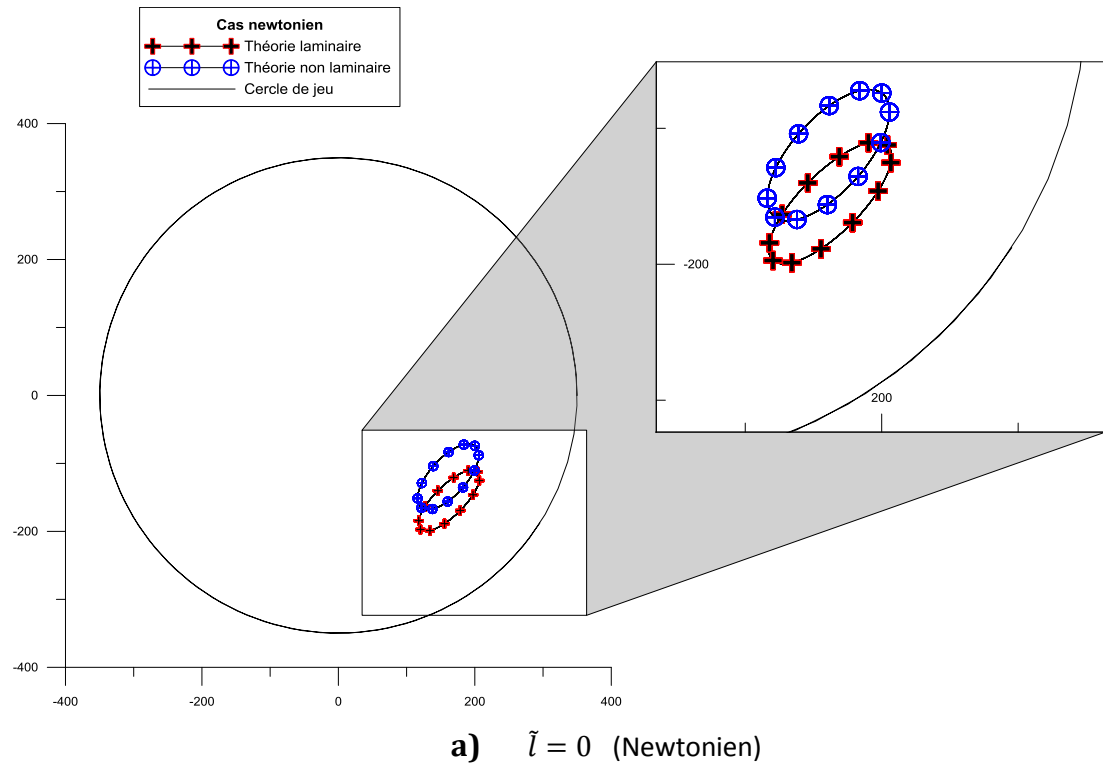 Cas newtonien
Théorie laminaire
Théorie non laminaire
Cercle de jeu
400
200
0
-200
-400
-400
-200
0
200
400
-200
200
a) l̃ = 0 (Newtonien)